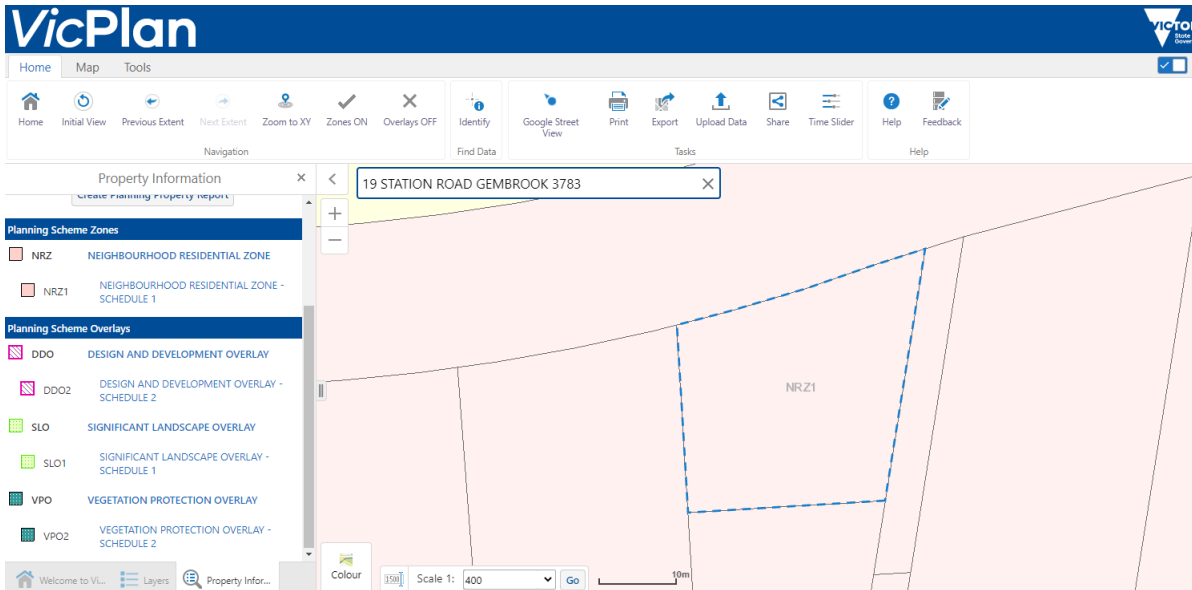 VicPlan
Home Map Tools
Home Initial View Previous Extent Next Extent Zoom to XY Zones ON Overlays OFF Identify Google Street View Print Export Upload Data Share Time Slider Help Feedback
Navigation Find Data Tasks Help
Property Information
19 STATION ROAD GEMBROOK 3783
Create Planning Property Report
Planning Scheme Zones
NRZ NEIGHBOURHOOD RESIDENTIAL ZONE
NRZ1 NEIGHBOURHOOD RESIDENTIAL ZONE -
SCHEDULE 1
Planning Scheme Overlays
DDO DESIGN AND DEVELOPMENT OVERLAY
DDO2 DESIGN AND DEVELOPMENT OVERLAY -
SCHEDULE 2
SLO SIGNIFICANT LANDSCAPE OVERLAY
SLO1 SIGNIFICANT LANDSCAPE OVERLAY -
SCHEDULE 1
VPO VEGETATION PROTECTION OVERLAY
VPO2 VEGETATION PROTECTION OVERLAY -
SCHEDULE 2
Welcome to Vi... Layers Property Infor...
NRZ1
Colour
Scale 1: 400 Go
10m